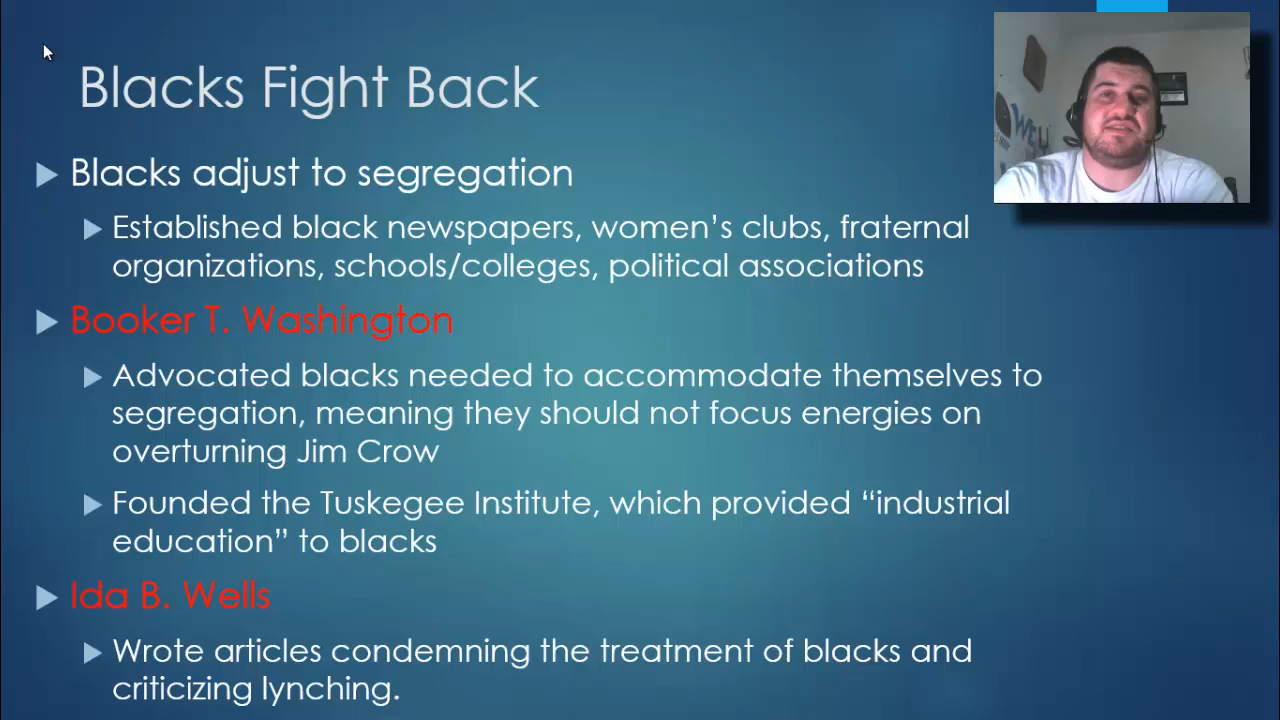 Blacks Fight Back
Blacks adjust to segregation
Established black newspapers, women's clubs, fraternal
organizations, schools/colleges, political associations
Booker T. Washington
Advocated blacks needed to accommodate themselves to
segregation, meaning they should not focus energies on
overturning Jim Crow
Founded the Tuskegee Institute, which provided “industrial
education” to blacks
Ida B. Wells
Wrote articles condemning the treatment of blacks and
criticizing lynching.